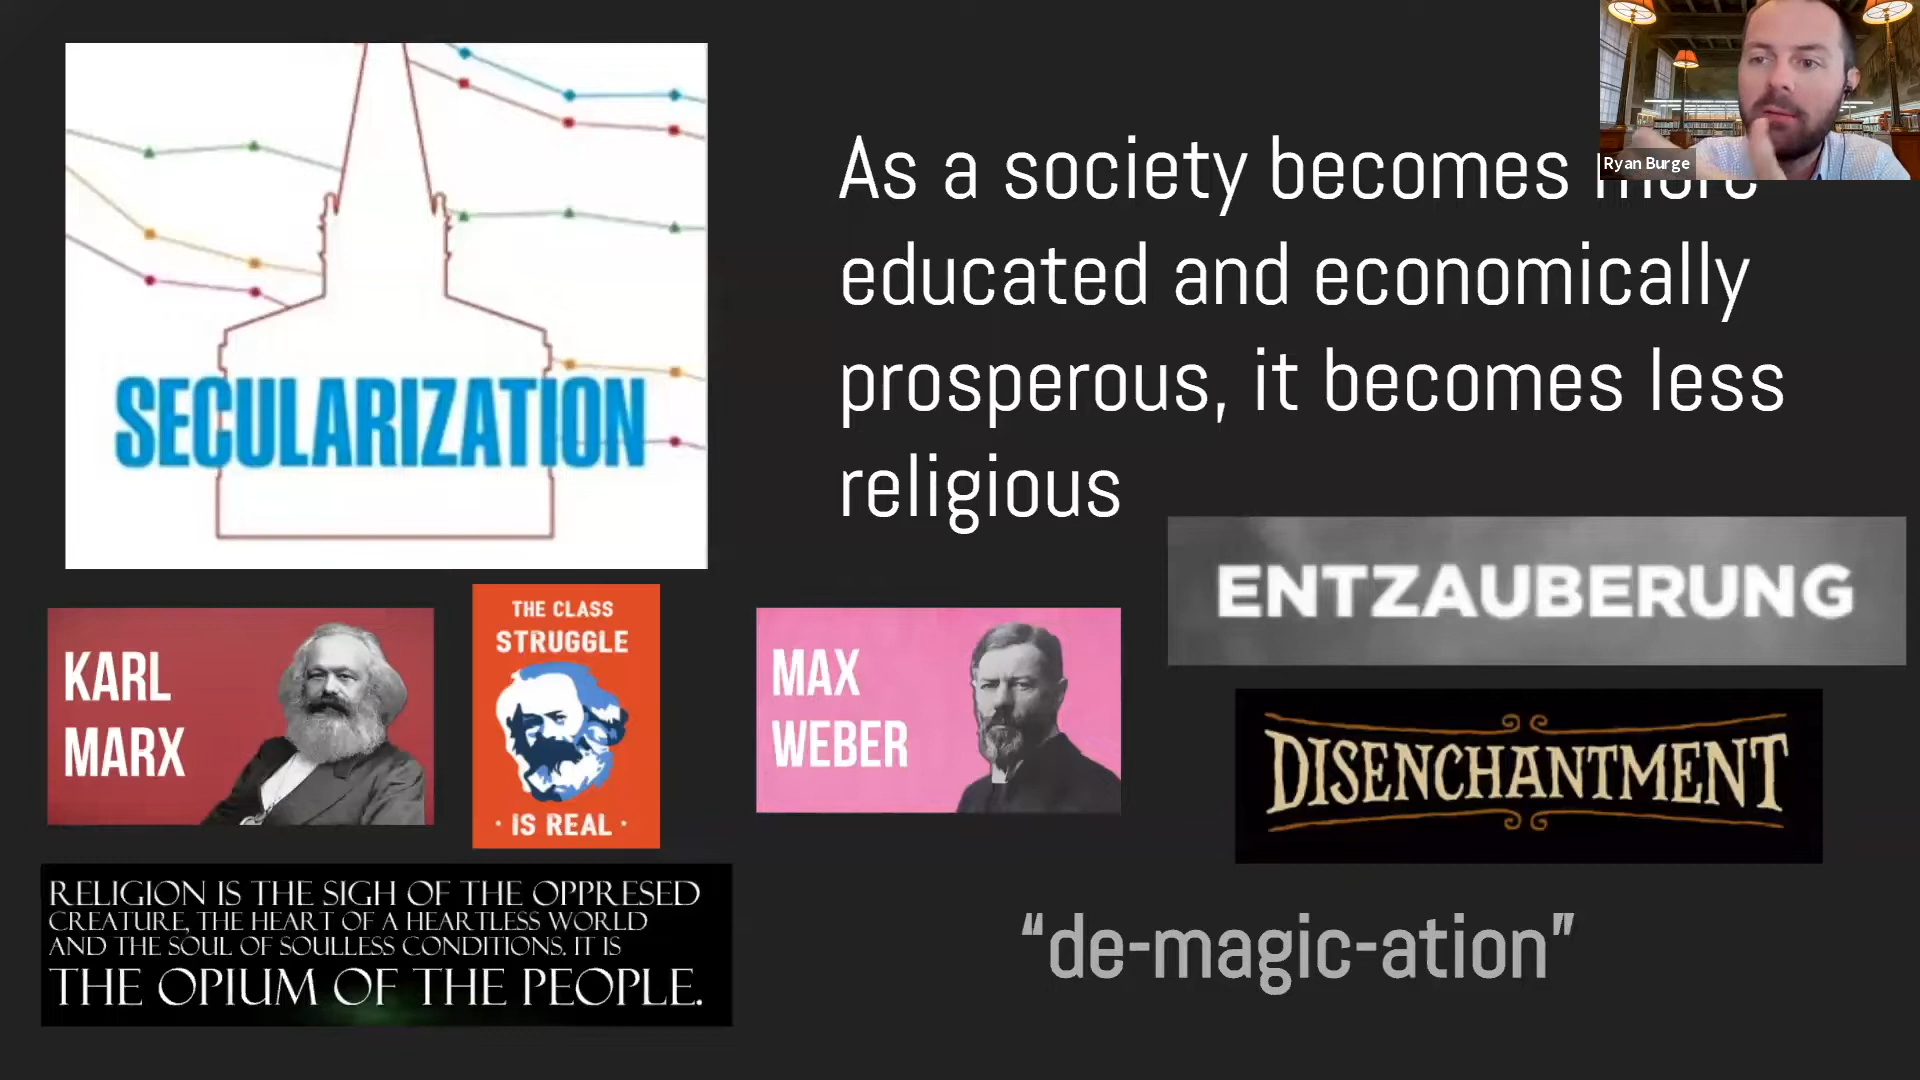 As a society becomes more
educated and economically
prosperous, it becomes less
religious
SECULARIZATION
Ryan Burge
ENTZAUBERUNG
KARL
MARX
THE CLASS
STRUGGLE
· IS REAL ·
MAX
WEBER
DISENCHANTMENT
RELIGION IS THE SIGH OF THE OPPRESED
CREATURE, THE HEART OF A HEARTLESS WORLD
AND THE SOUL OF SOULLESS CONDITIONS. IT IS
THE OPIUM OF THE PEOPLE.
“de-magic-ation”